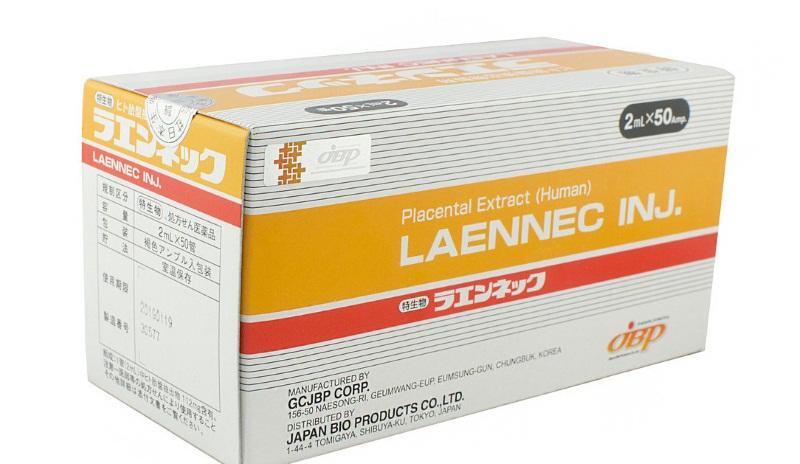 特生物
ラエンネック
LAENNEC INJ.
規制区分 特生物 処方せん医薬品
容量 2mL×50管
包装 褐色アンプル入包装
貯法 室温保存
使用期限 20190119
製造番号 30577
JBP
2mL×50Amp.
Placental Extract (Human)
LAENNEC INJ.
特生物 ラエンネック
JBP
MANUFACTURED BY
GCJBP CORP.
156-50 NAESONG-RI, GEUMWANG-EUP, EUMSUNG-GUN, CHUNGBUK, KOREA
DISTRIBUTED BY
JAPAN BIO PRODUCTS CO.,LTD.
1-44-4 TOMIGAYA, SHIBUYA-KU, TOKYO, JAPAN